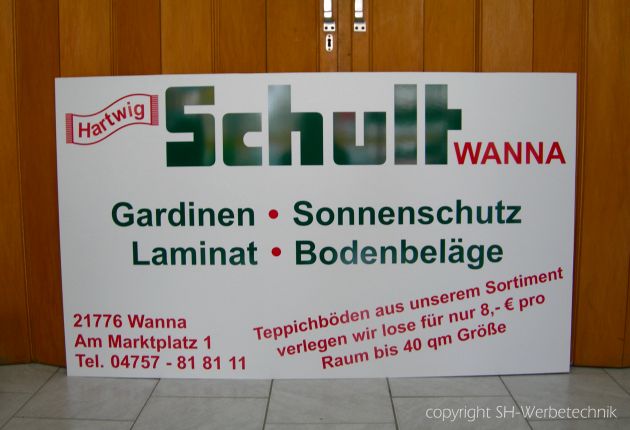 Hartwig
Schult
WANNA
Gardinen • Sonnenschutz
Laminat • Bodenbeläge
21776 Wanna
Am Marktplatz 1
Tel. 04757 - 81 81 11
Teppichböden aus unserem Sortiment
verlegen wir lose für nur 8,- € pro
Raum bis 40 qm Größe
copyright SH-Werbetechnik